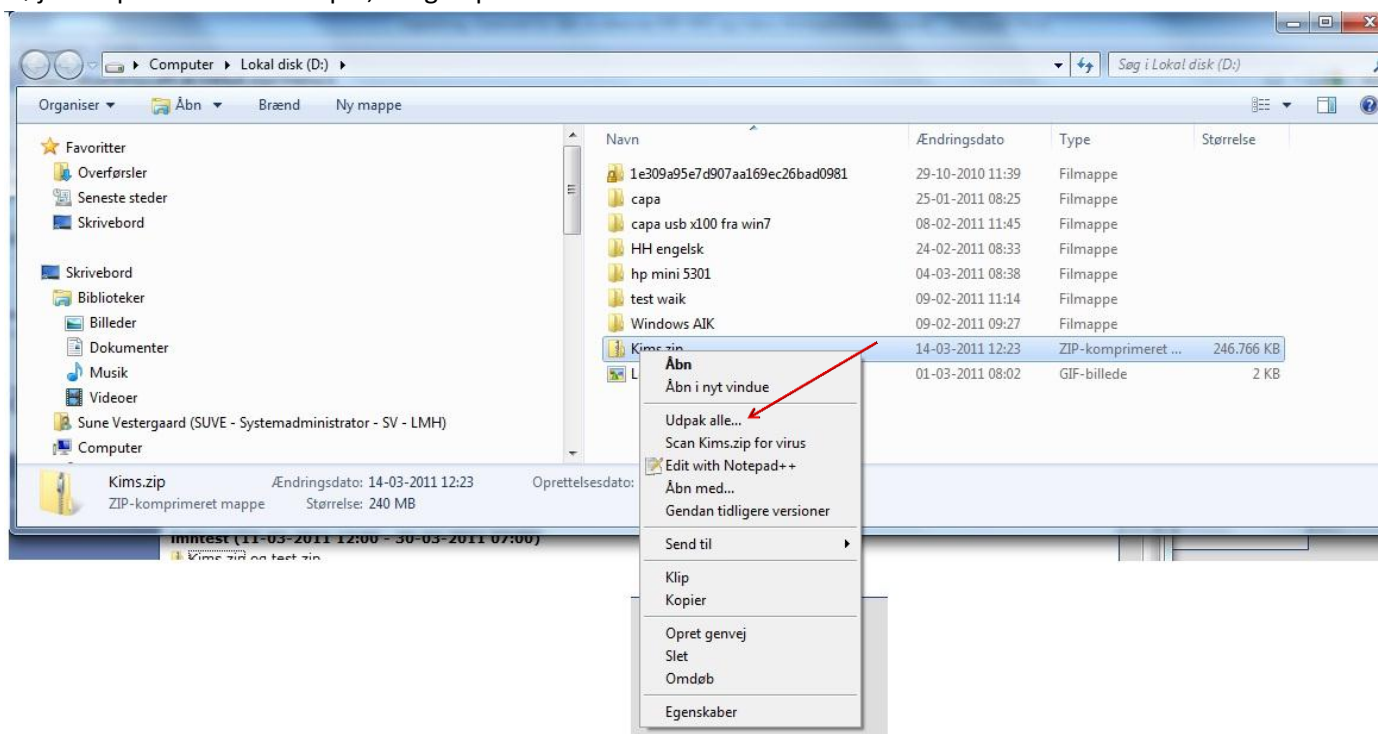 Computer ▸ Lokal disk (D:) ▸
Søg i Lokal disk (D:)
Organiser
Åbn
Brænd
Ny mappe
Favoritter
Overførsler
Seneste steder
Skrivebord
Skrivebord
Biblioteker
Billeder
Dokumenter
Musik
Videoer
Sune Vestergaard (SUVE - Systemadministrator - SV - LMH)
Computer
Navn Ændringsdato Type Størrelse
1e309a95e7d907aa169ec26bad0981 29-10-2010 11:39 Filmappe
capa 25-01-2011 08:25 Filmappe
capa usb x100 fra win7 08-02-2011 11:45 Filmappe
HH engelsk 24-02-2011 08:33 Filmappe
hp mini 5301 04-03-2011 08:38 Filmappe
test waik 09-02-2011 11:14 Filmappe
Windows AIK 09-02-2011 09:27 Filmappe
Kims.zip 14-03-2011 12:23 ZIP-komprimeret ... 246.766 KB
L 01-03-2011 08:02 GIF-billede 2 KB
Åbn
Åbn i nyt vindue
Udpak alle...
Scan Kims.zip for virus
Edit with Notepad++
Åbn med...
Gendan tidligere versioner
Send til
Klip
Kopier
Opret genvej
Slet
Omdøb
Egenskaber
Kims.zip Ændringsdato: 14-03-2011 12:23 Oprettelsesdato:
ZIP-komprimeret mappe Størrelse: 240 MB
(11-03-2011 12:00 - 30-03-2011 07:00)
Kims.zip og test.zip